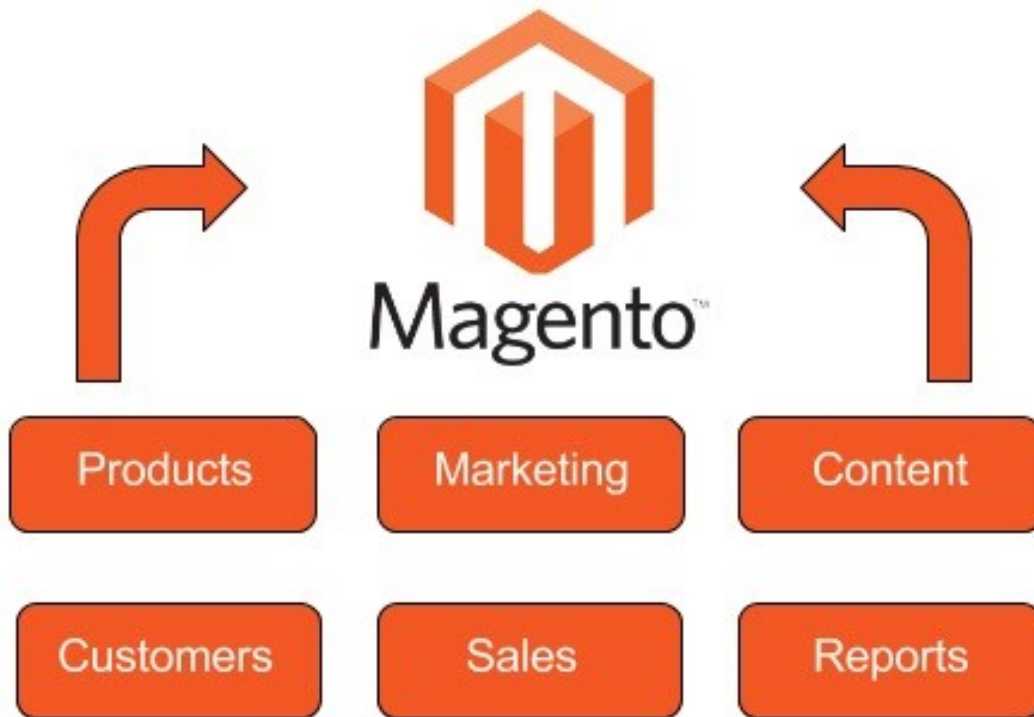 Magento™
Products
Marketing
Content
Customers
Sales
Reports